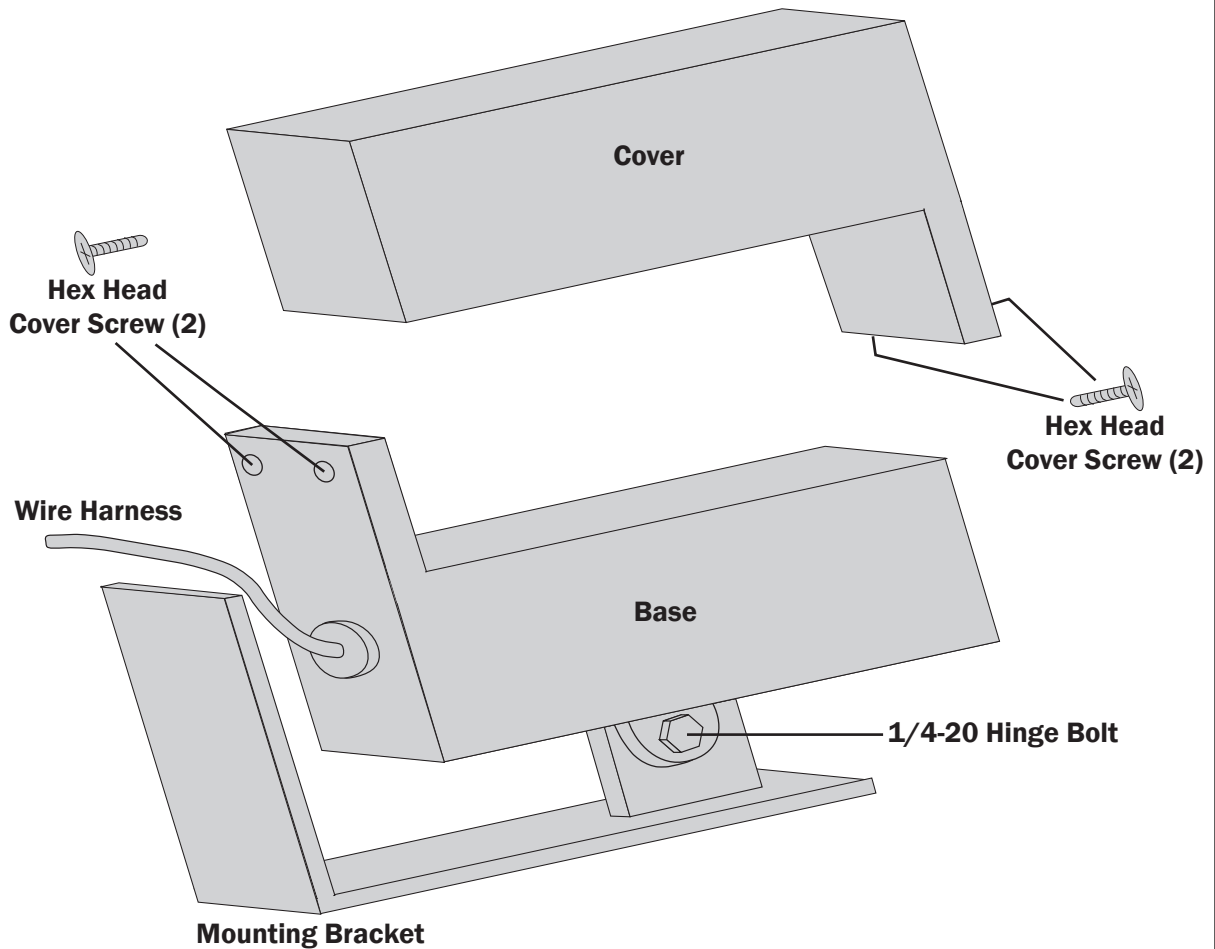 Cover
Hex Head
Cover Screw (2)
Hex Head
Cover Screw (2)
Wire Harness
Base
1/4-20 Hinge Bolt
Mounting Bracket